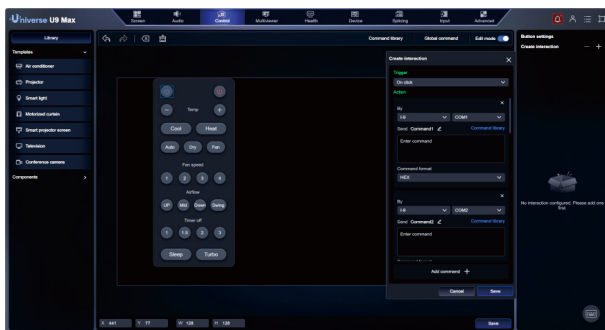 Universe U9 Max
Screen
Audio
Control
Multiviewer
Health
Device
Splicing
Input
Advanced
Library
Command library
Global command
Edit mode
Button settings
Create interaction
Templates
Air conditioner
Projector
Smart light
Motorized curtain
Smart projector screen
Television
Conference camera
Components
Temp
Cool
Heat
Auto
Dry
Fan
Fan speed
1
2
3
4
Airflow
UP
Mid
Down
Swing
Timer off
1
1.5
2
3
Sleep
Turbo
Create interaction
Trigger
On click
Action
By
I-6
COM1
Send Command1
Command library
Enter command
Command format
HEX
By
I-6
COM2
Send Command2
Command library
Enter command
Add command +
Cancel
Save
No interaction configured. Please add one
first.
X 441
Y 77
W 128
H 128
Save